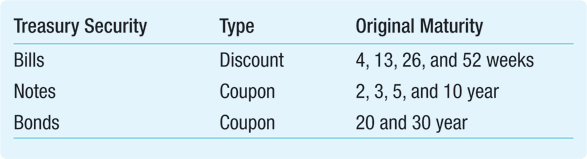 Treasury Security Type Original Maturity
Bills Discount 4, 13, 26, and 52 weeks
Notes Coupon 2, 3, 5, and 10 year
Bonds Coupon 20 and 30 year